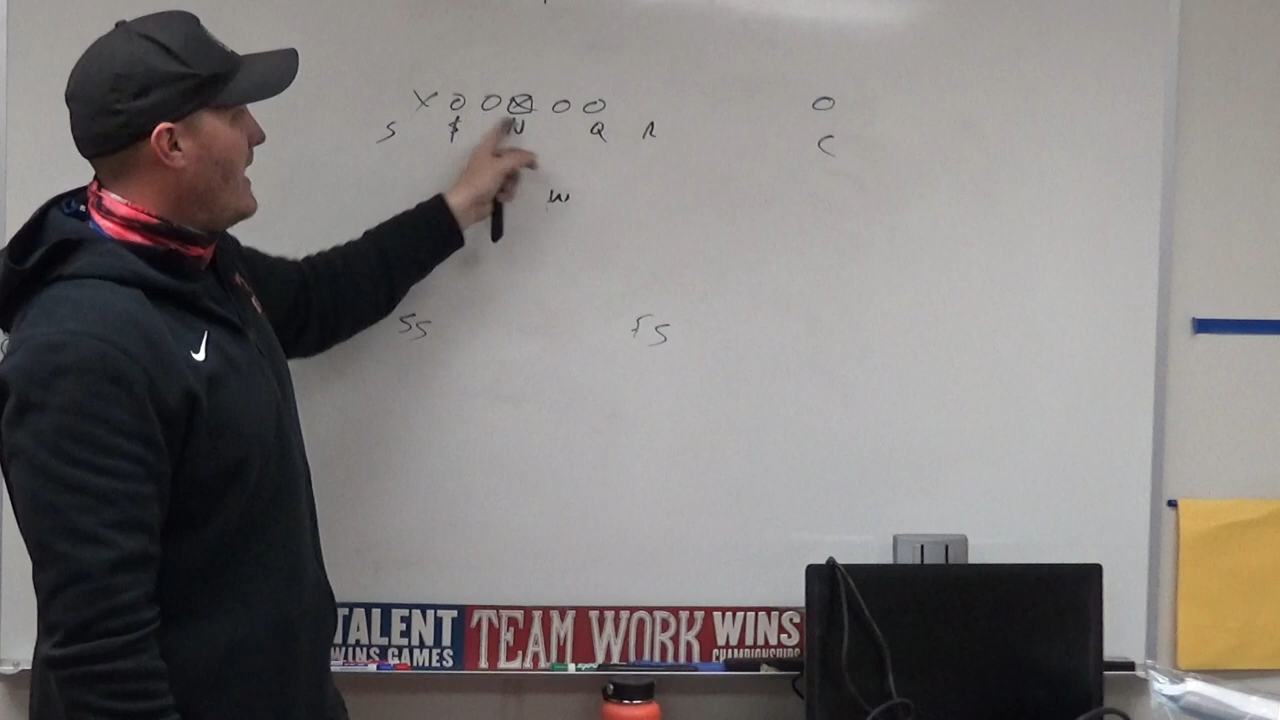 X O O ⊠ O O O
S $ N Q R C
W
SS FS
TALENT TEAM WORK WINS
WINS GAMES CHAMPIONSHIPS